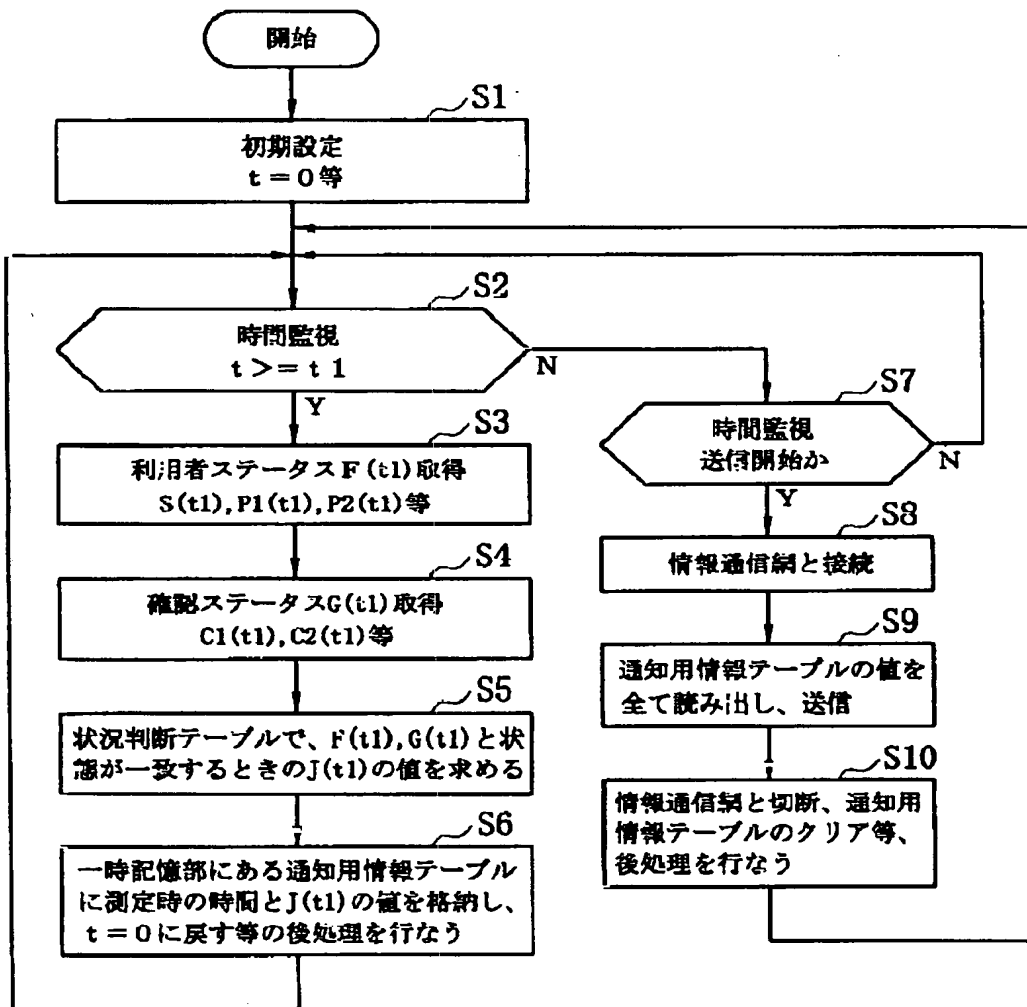 開始
S1
初期設定
t=0等
S2
時間監視
t>=t1
N
Y
S3
利用者ステータスF(t1)取得
S(t1),P1(t1),P2(t1)等
S4
確認ステータスG(t1)取得
C1(t1),C2(t1)等
S5
状況判断テーブルで、F(t1),G(t1)と状
態が一致するときのJ(t1)の値を求める
S6
一時記憶部にある通知用情報テーブル
に測定時の時間とJ(t1)の値を格納し、
t=0に戻す等の後処理を行なう
S7
時間監視
送信開始か
N
Y
S8
情報通信網と接続
S9
通知用情報テーブルの値を
全て読み出し、送信
S10
情報通信網と切断、通知用
情報テーブルのクリア等、
後処理を行なう